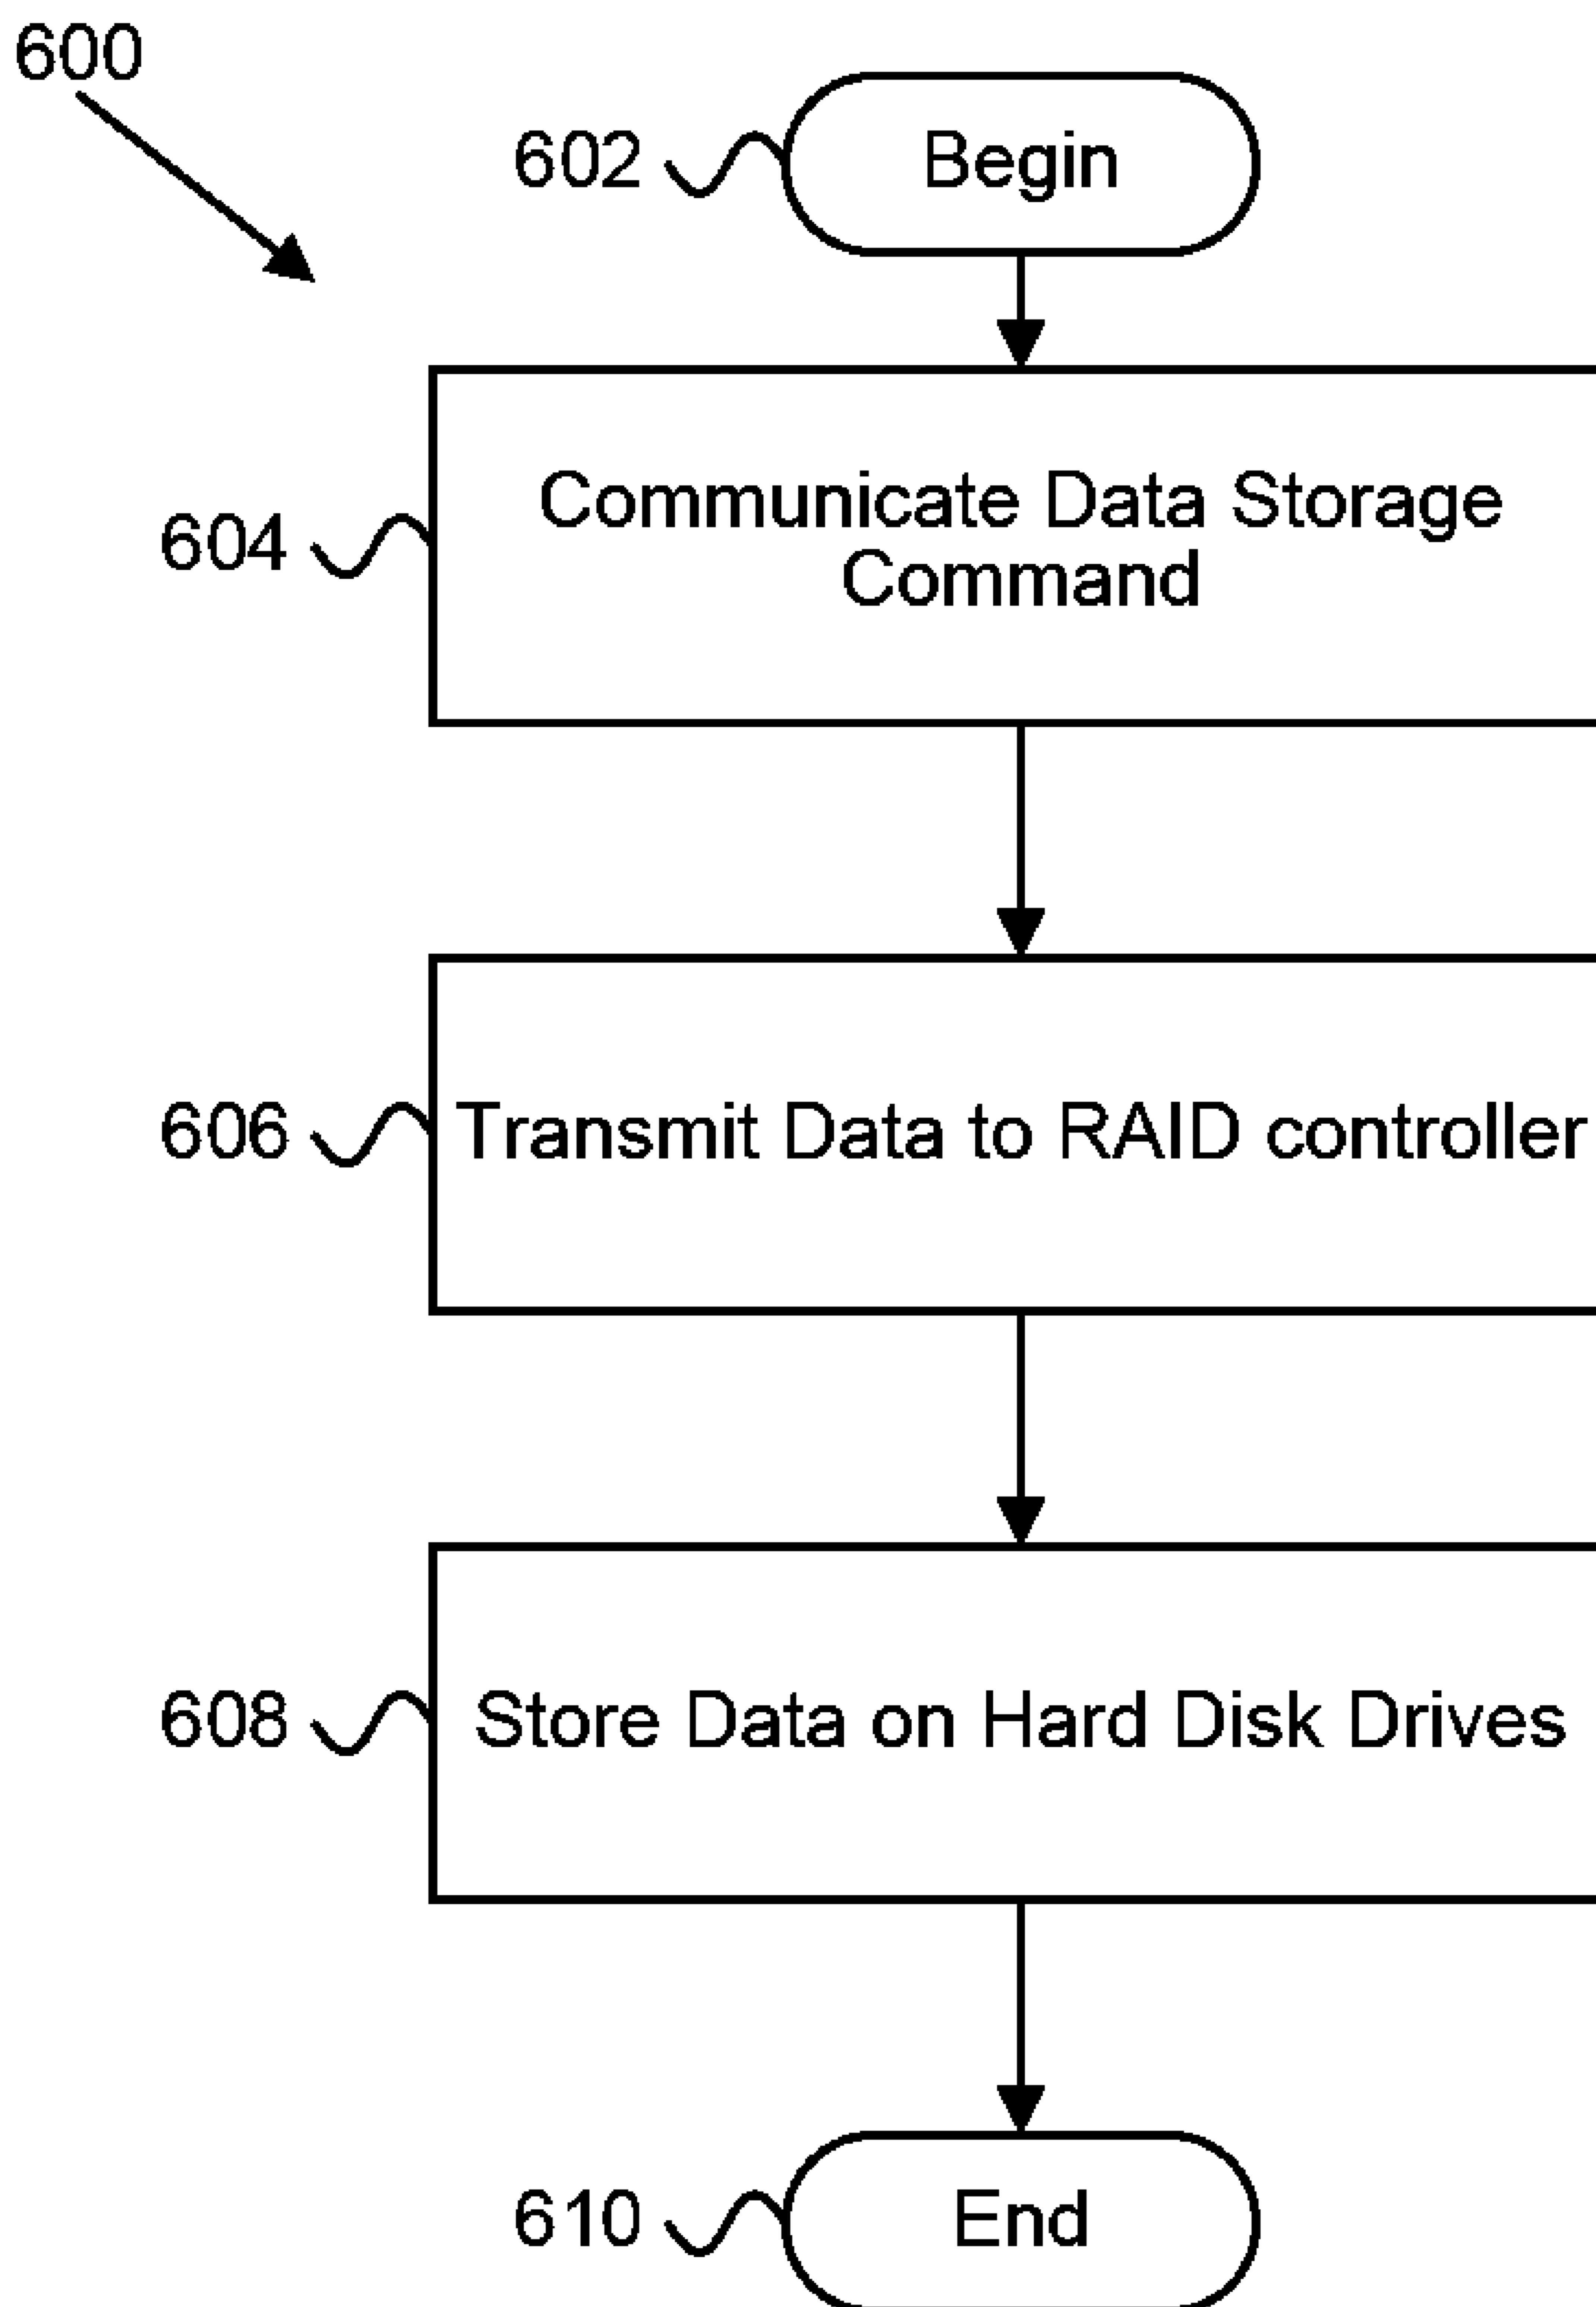 600
602 Begin
604 Communicate Data Storage
Command
606 Transmit Data to RAID controller
608 Store Data on Hard Disk Drives
610 End